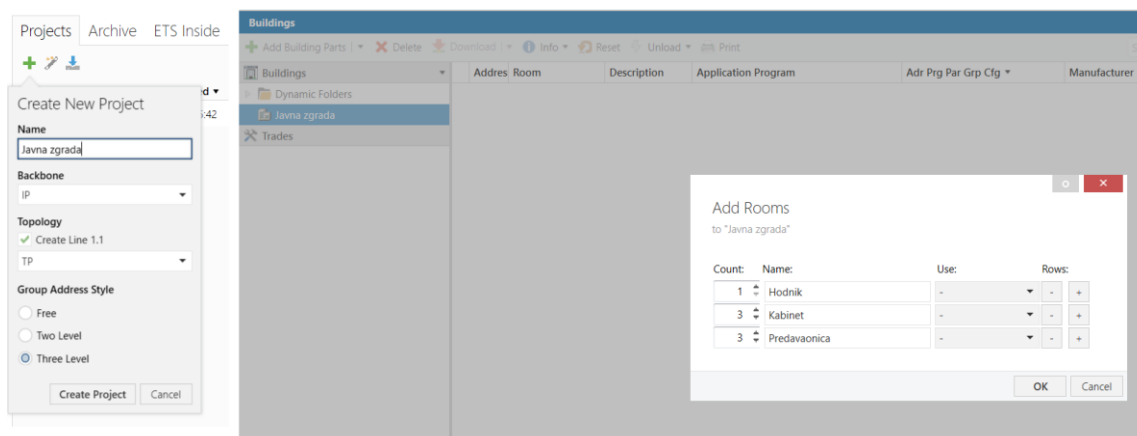 Projects Archive ETS Inside
Create New Project
Name
Javna zgrada
Backbone
IP
Topology
Create Line 1.1
TP
Group Address Style
Free
Two Level
Three Level
Create Project Cancel
Buildings
Add Building Parts Delete Download Info Reset Unload Print
Buildings
Dynamic Folders
Javna zgrada
Trades
Addres Room Description Application Program Adr Prg Par Grp Cfg Manufacturer
Add Rooms
to "Javna zgrada"
Count: Name: Use: Rows:
1 Hodnik - - +
3 Kabinet - - +
3 Predavaonica - - +
OK Cancel